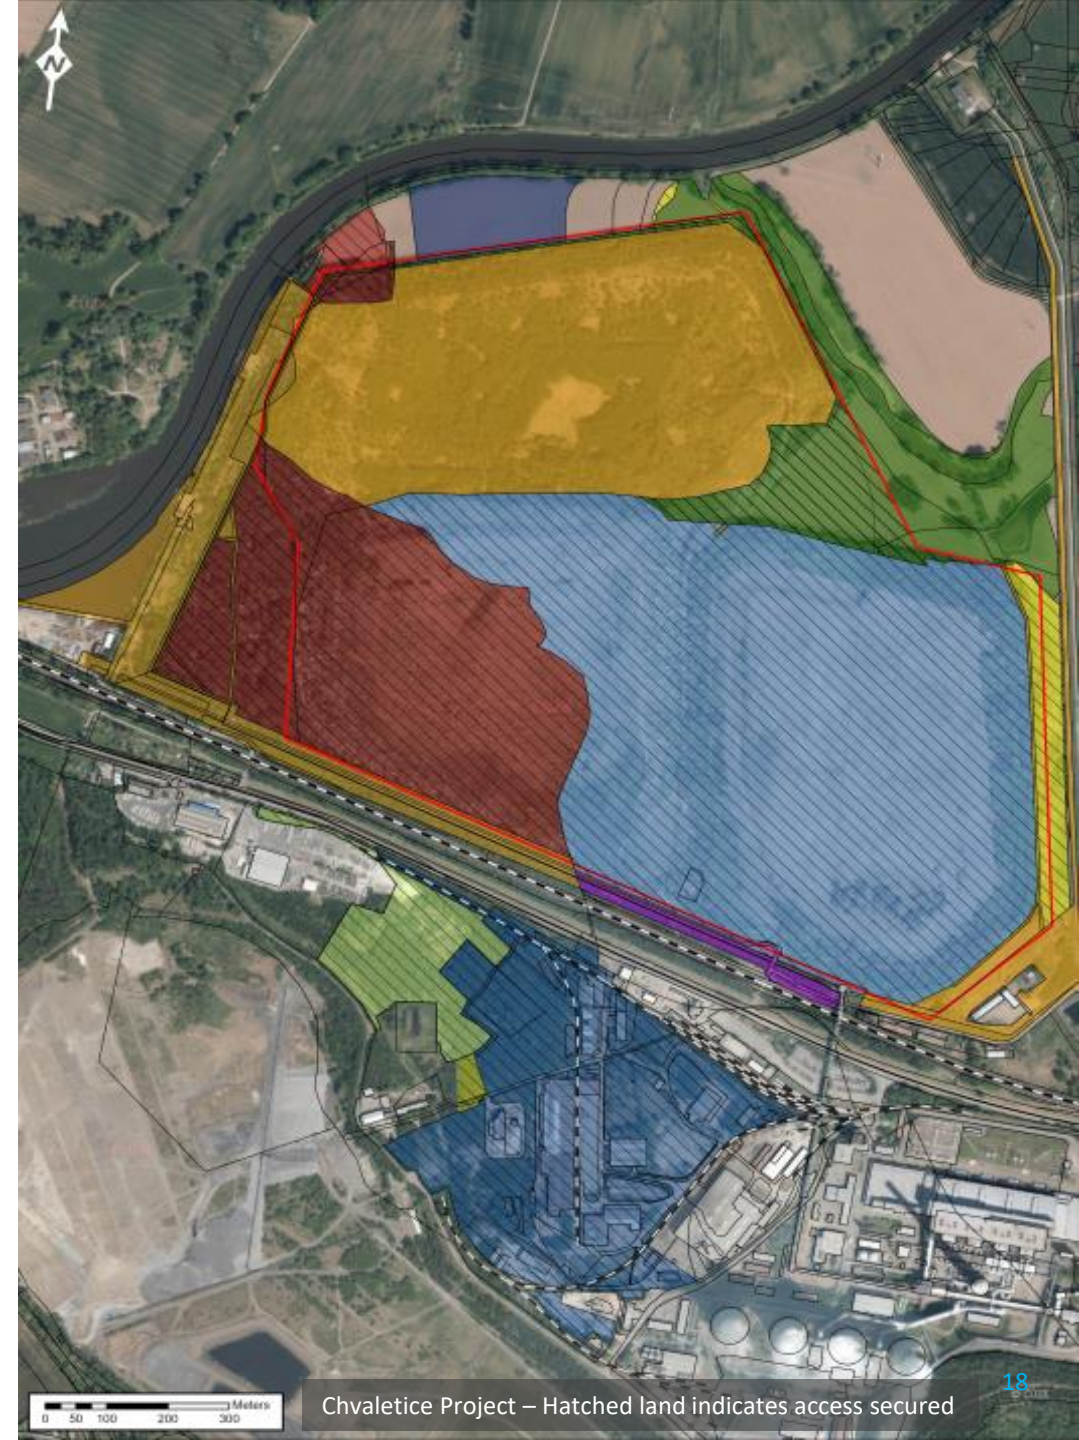 N
18
Meters
0 50 100 200 300
Chvaletice Project – Hatched land indicates access secured